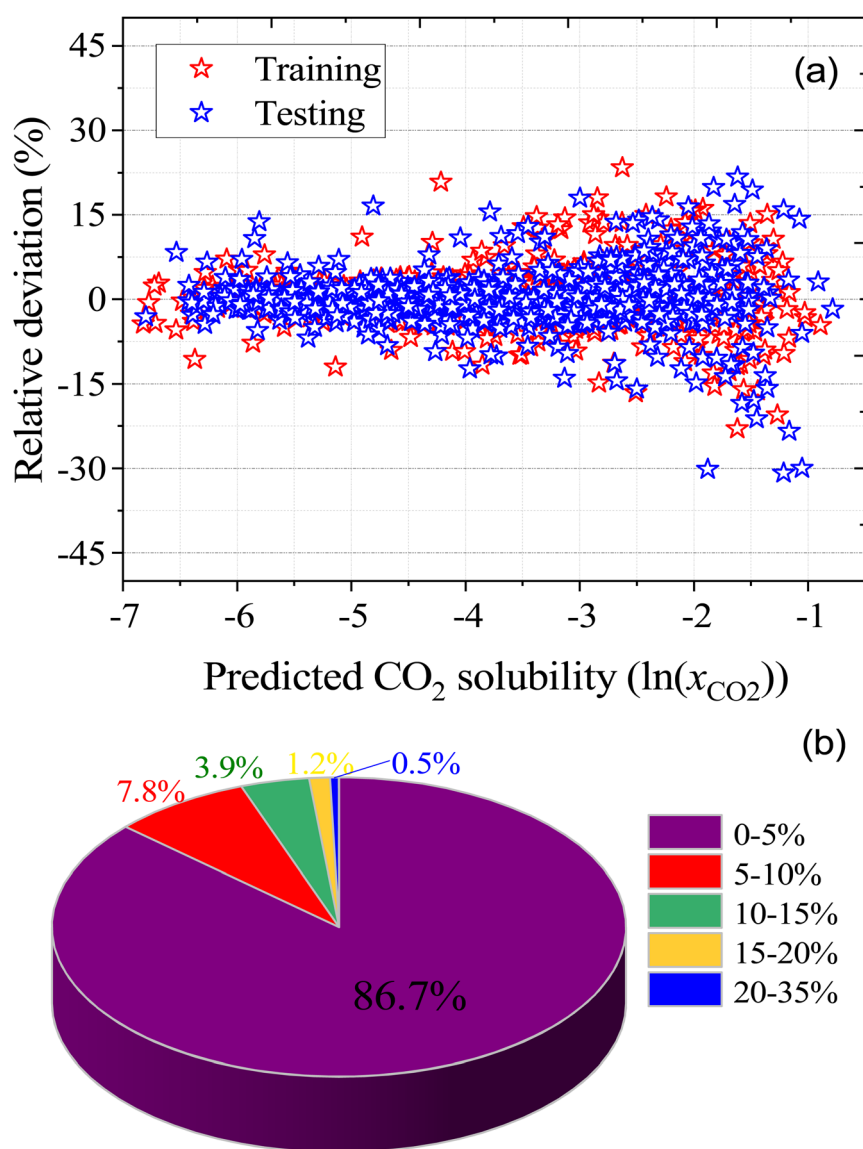 45
(a)
Training
Testing
30
15
0
-15
-30
-45
Relative deviation (%)
-7 -6 -5 -4 -3 -2 -1
Predicted CO₂ solubility (ln(x_CO2))
(b)
7.8% 3.9% 1.2% 0.5%
86.7%
0-5%
5-10%
10-15%
15-20%
20-35%